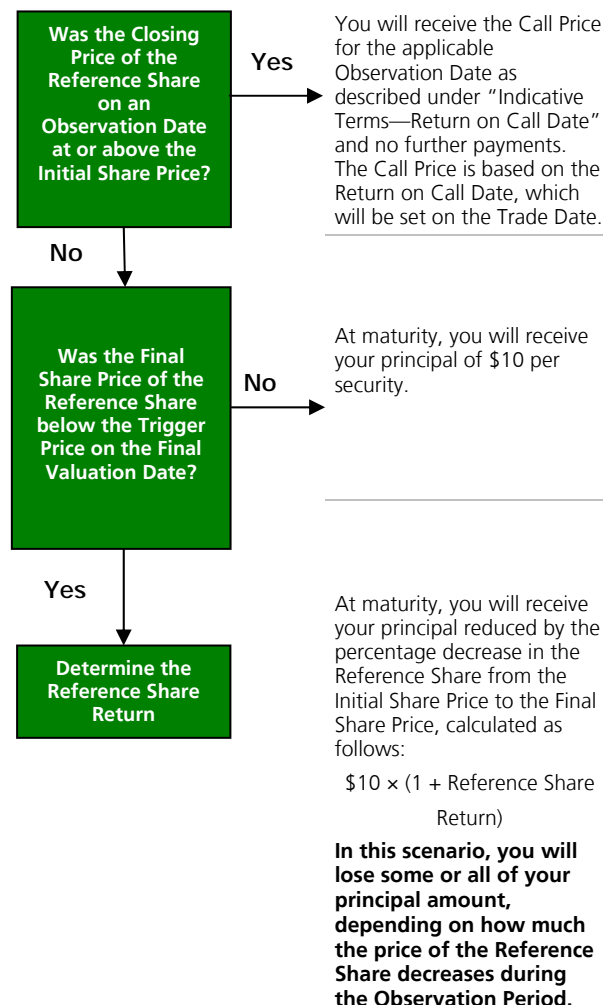 Was the Closing
Price of the
Reference Share
on an
Observation Date
at or above the
Initial Share Price?
Yes
You will receive the Call Price
for the applicable
Observation Date as
described under “Indicative
Terms—Return on Call Date”
and no further payments.
The Call Price is based on the
Return on Call Date, which
will be set on the Trade Date.
No
Was the Final
Share Price of the
Reference Share
below the Trigger
Price on the Final
Valuation Date?
No
At maturity, you will receive
your principal of $10 per
security.
Yes
Determine the
Reference Share
Return
At maturity, you will receive
your principal reduced by the
percentage decrease in the
Reference Share from the
Initial Share Price to the Final
Share Price, calculated as
follows:
$10 × (1 + Reference Share
Return)
In this scenario, you will
lose some or all of your
principal amount,
depending on how much
the price of the Reference
Share decreases during
the Observation Period.